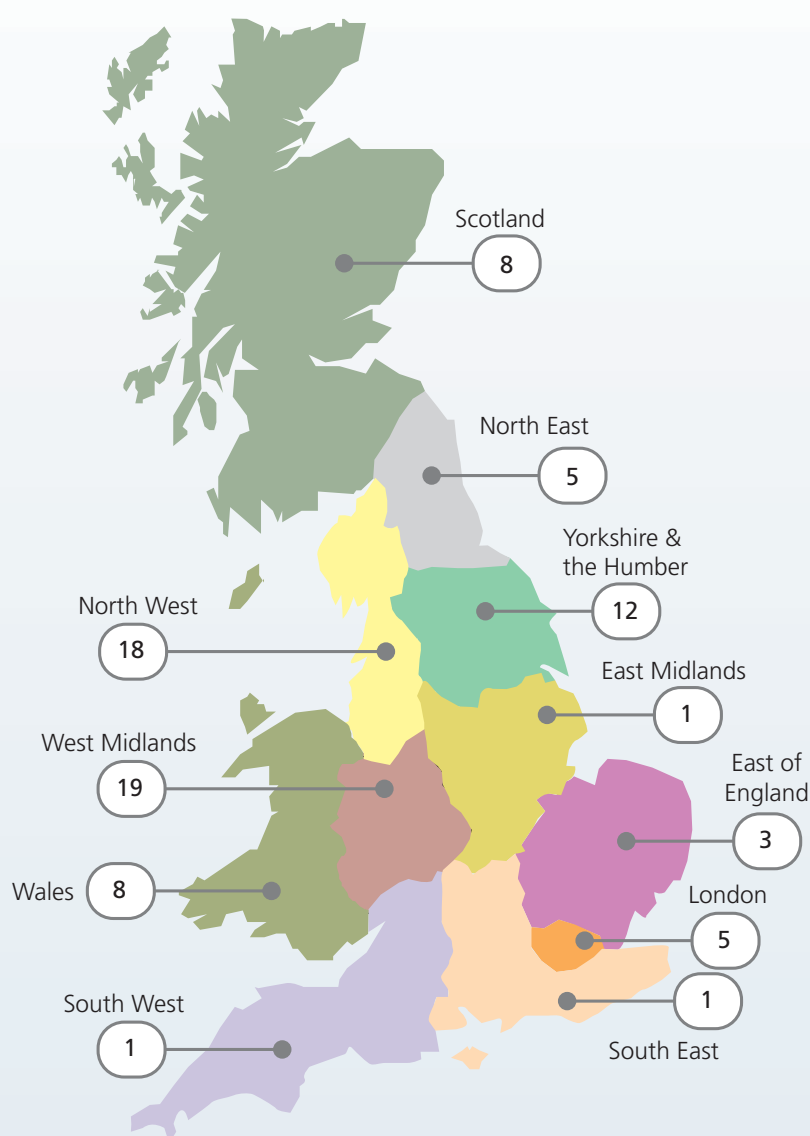 Scotland
8
North East
5
Yorkshire &
the Humber
12
North West
18
East Midlands
1
West Midlands
19
East of
England
3
Wales
8
London
5
1
South East
South West
1